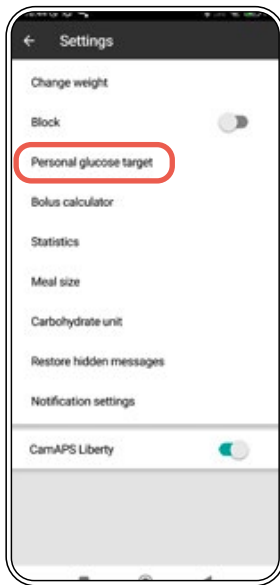 Settings
Change weight
Block
Personal glucose target
Bolus calculator
Statistics
Meal size
Carbohydrate unit
Restore hidden messages
Notification settings
CamAPS Liberty